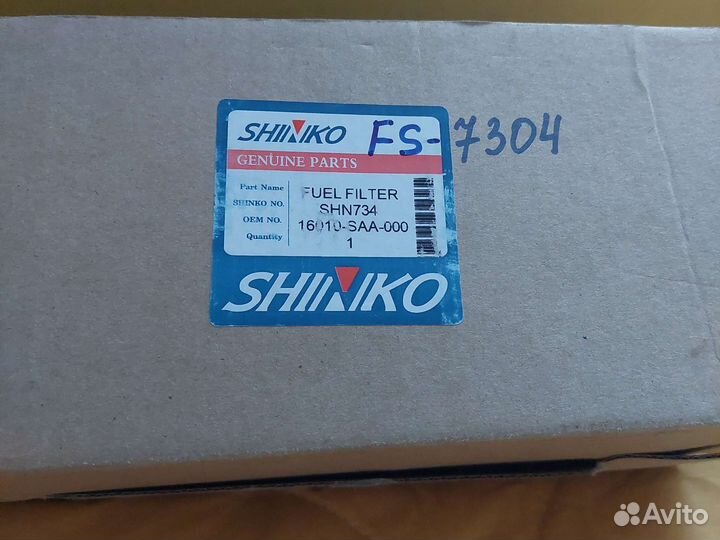 SHINKO FS-7304
GENUINE PARTS
Part Name FUEL FILTER
SHINKO NO. SHN734
OEM NO. 16010-SAA-000
Quantity 1
SHINKO
Avito